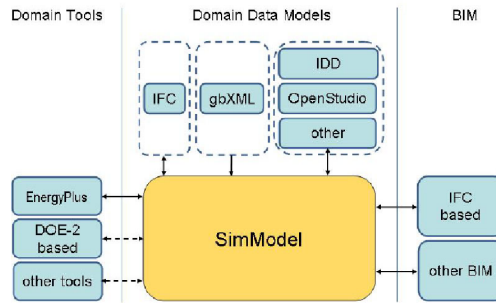 Domain Tools
Domain Data Models
BIM
IFC
gbXML
IDD
OpenStudio
other
EnergyPlus
DOE-2
based
other tools
SimModel
IFC
based
other BIM